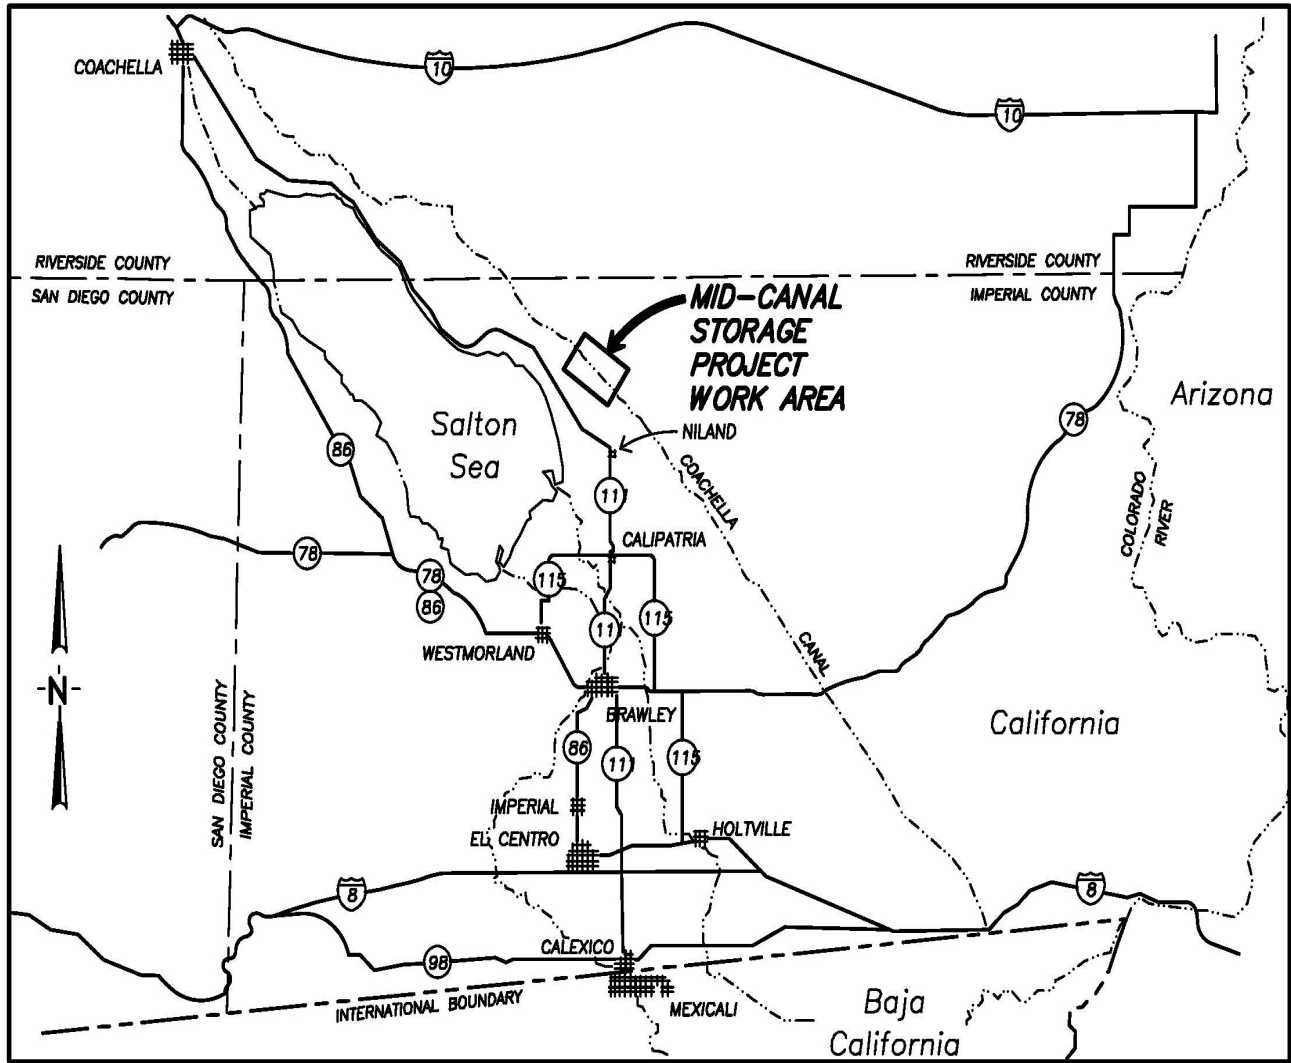 10
COACHELLA
10
RIVERSIDE COUNTY
SAN DIEGO COUNTY
RIVERSIDE COUNTY
IMPERIAL COUNTY
MID-CANAL
STORAGE
PROJECT
WORK AREA
Arizona
Salton
Sea
NILAND
78
86
COACHELLA
111
COLORADO
RIVER
CALIPATRIA
78
78
115
86
115
111
WESTMORLAND
CANAL
N
BRAWLEY
California
SAN DIEGO COUNTY
IMPERIAL COUNTY
86
111
115
IMPERIAL
HOLTVILLE
EL CENTRO
8
8
CALEXICO
98
INTERNATIONAL BOUNDARY
MEXICALI
Baja
California